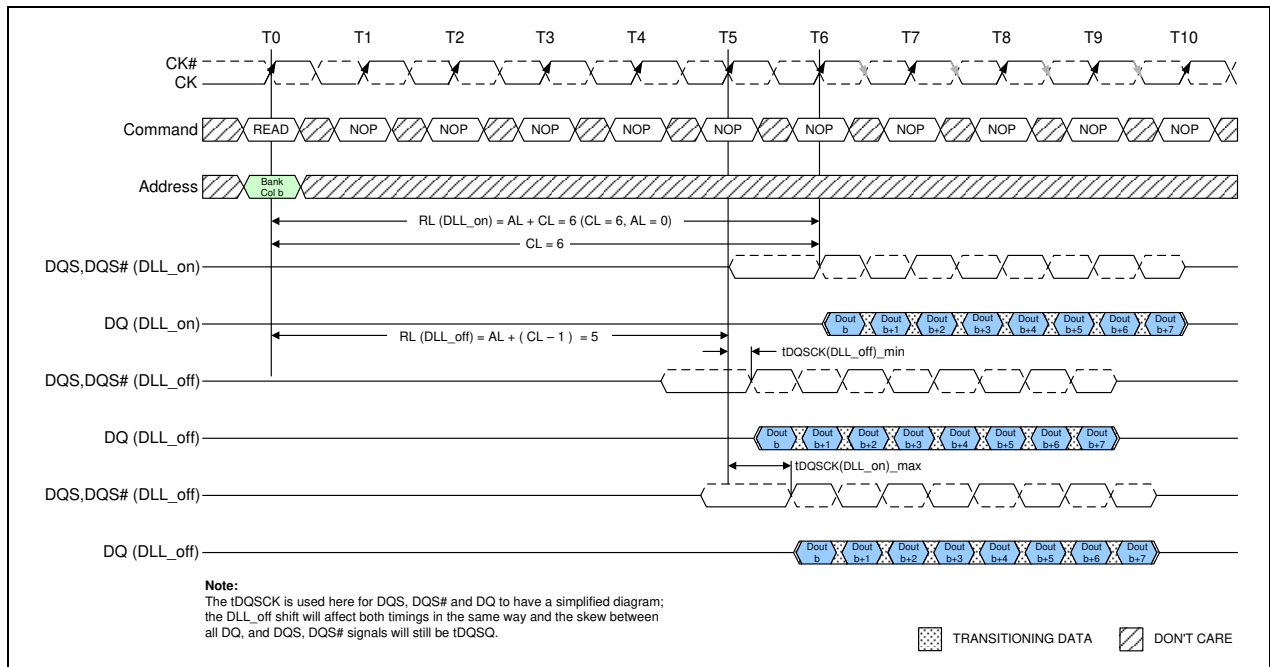 T0 T1 T2 T3 T4 T5 T6 T7 T8 T9 T10
CK#
CK
Command READ NOP NOP NOP NOP NOP NOP NOP NOP NOP NOP
Address Bank
Col b
RL (DLL_on) = AL + CL = 6 (CL = 6, AL = 0)
CL = 6
DQS,DQS# (DLL_on)
DQ (DLL_on) Dout Dout Dout Dout Dout Dout Dout Dout
b b+1 b+2 b+3 b+4 b+5 b+6 b+7
RL (DLL_off) = AL + ( CL – 1 ) = 5
tDQSCK(DLL_off)_min
DQS,DQS# (DLL_off)
DQ (DLL_off) Dout Dout Dout Dout Dout Dout Dout Dout
b b+1 b+2 b+3 b+4 b+5 b+6 b+7
tDQSCK(DLL_on)_max
DQS,DQS# (DLL_off)
DQ (DLL_off) Dout Dout Dout Dout Dout Dout Dout Dout
b b+1 b+2 b+3 b+4 b+5 b+6 b+7
Note:
The tDQSCK is used here for DQS, DQS# and DQ to have a simplified diagram;
the DLL_off shift will affect both timings in the same way and the skew between
all DQ, and DQS, DQS# signals will still be tDQSQ.
TRANSITIONING DATA DON'T CARE